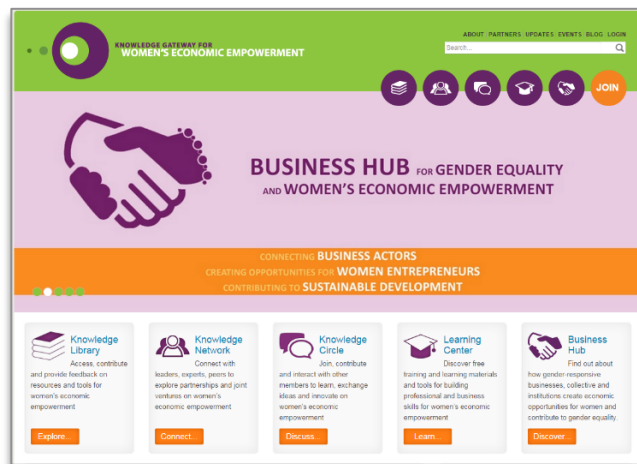 ABOUT PARTNERS UPDATES EVENTS BLOG LOGIN
KNOWLEDGE GATEWAY FOR
WOMEN'S ECONOMIC EMPOWERMENT
Search...
JOIN
BUSINESS HUB FOR GENDER EQUALITY
AND WOMEN'S ECONOMIC EMPOWERMENT
CONNECTING BUSINESS ACTORS
CREATING OPPORTUNITIES FOR WOMEN ENTREPRENEURS
CONTRIBUTING TO SUSTAINABLE DEVELOPMENT
Knowledge
Library
Access, contribute
and provide feedback on
resources and tools for
women's economic
empowerment
Explore...
Knowledge
Network
Connect with
leaders, experts, peers to
explore partnerships and joint
ventures on women's
economic empowerment
Connect...
Knowledge
Circle
Join, contribute
and interact with other
members to learn, exchange
ideas and innovate on
women's economic
empowerment
Discuss...
Learning
Center
Discover free
training and learning materials
and tools for building
professional and business
skills for women's economic
empowerment
Learn...
Business
Hub
Find out about
how gender-responsive
businesses, collective and
institutions create economic
opportunities for women and
contribute to gender equality.
Discover...